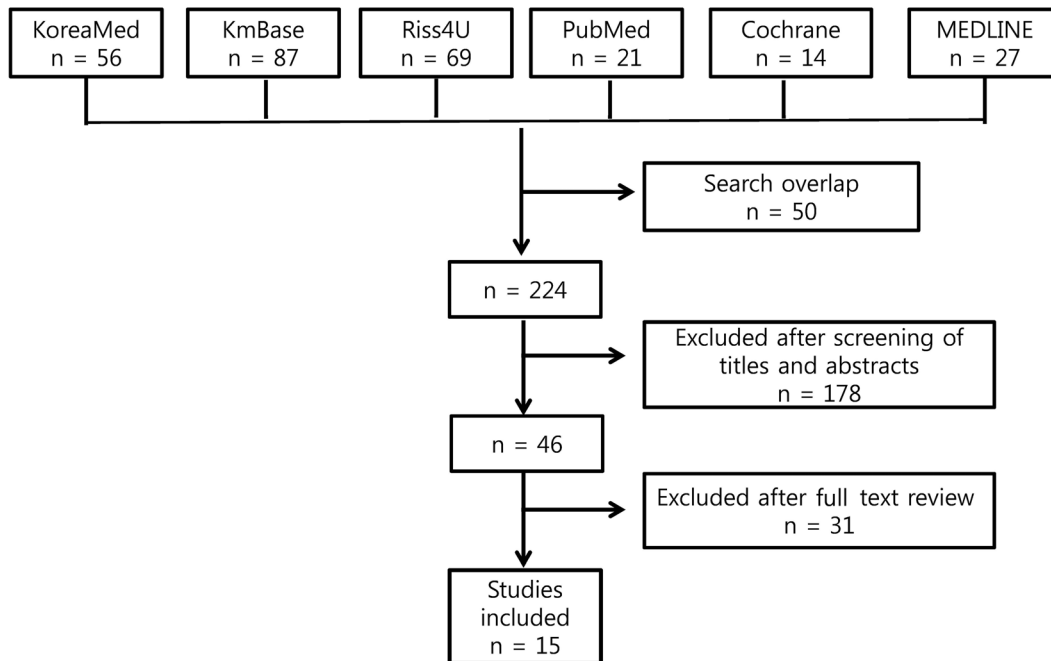 KoreaMed
n = 56
KmBase
n = 87
Riss4U
n = 69
PubMed
n = 21
Cochrane
n = 14
MEDLINE
n = 27
Search overlap
n = 50
n = 224
Excluded after screening of
titles and abstracts
n = 178
n = 46
Excluded after full text review
n = 31
Studies
included
n = 15